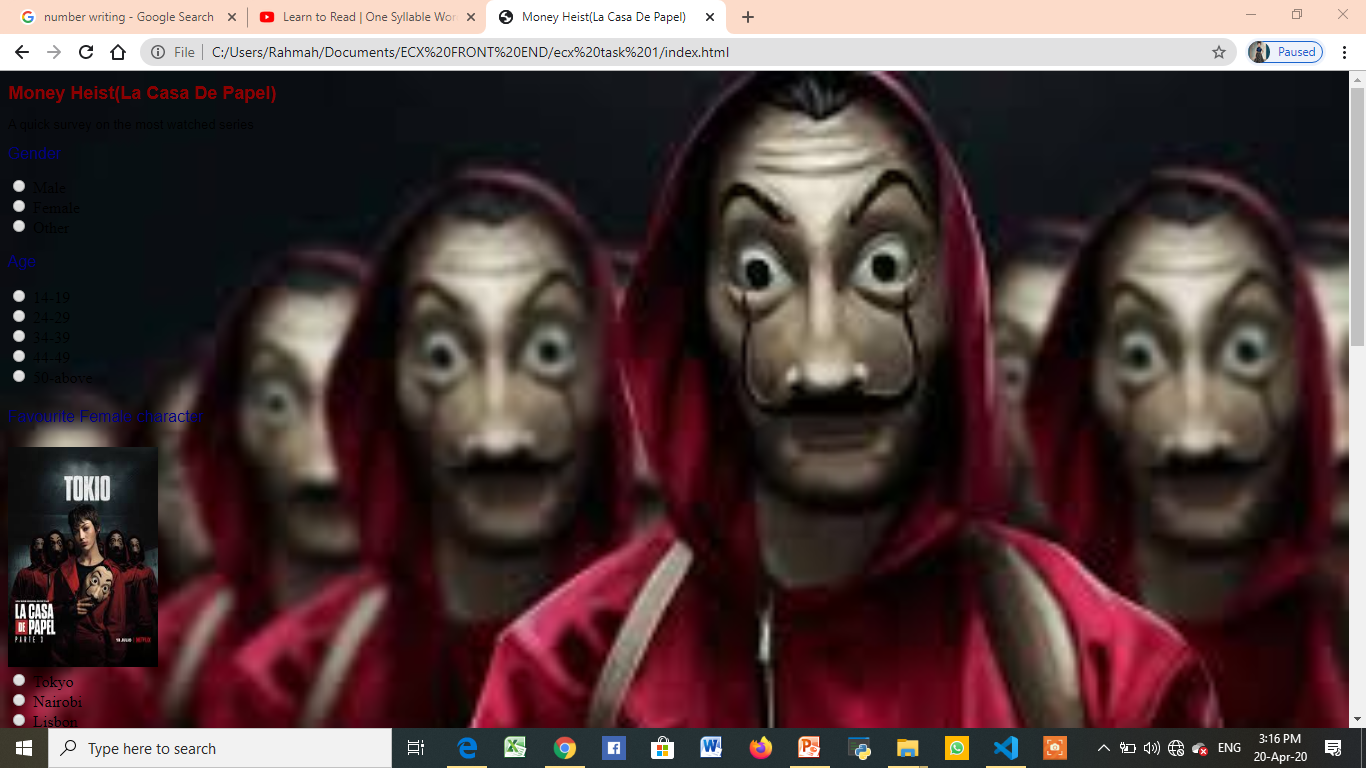 number writing - Google Search
Learn to Read | One Syllable Wor
Money Heist(La Casa De Papel)
File
C:/Users/Rahmah/Documents/ECX%20FRONT%20END/ecx%20task%201/index.html
Paused
Money Heist(La Casa De Papel)
A quick survey on the most watched series
Gender
Male
Female
Other
Age
14-19
24-29
34-39
44-49
50-above
Favourite Female character
TOKIO
LA CASA
DE PAPEL
PARTE 3
19 JULIO
NETFLIX
Tokyo
Nairobi
Lisbon
Type here to search
ENG
3:16 PM
20-Apr-20